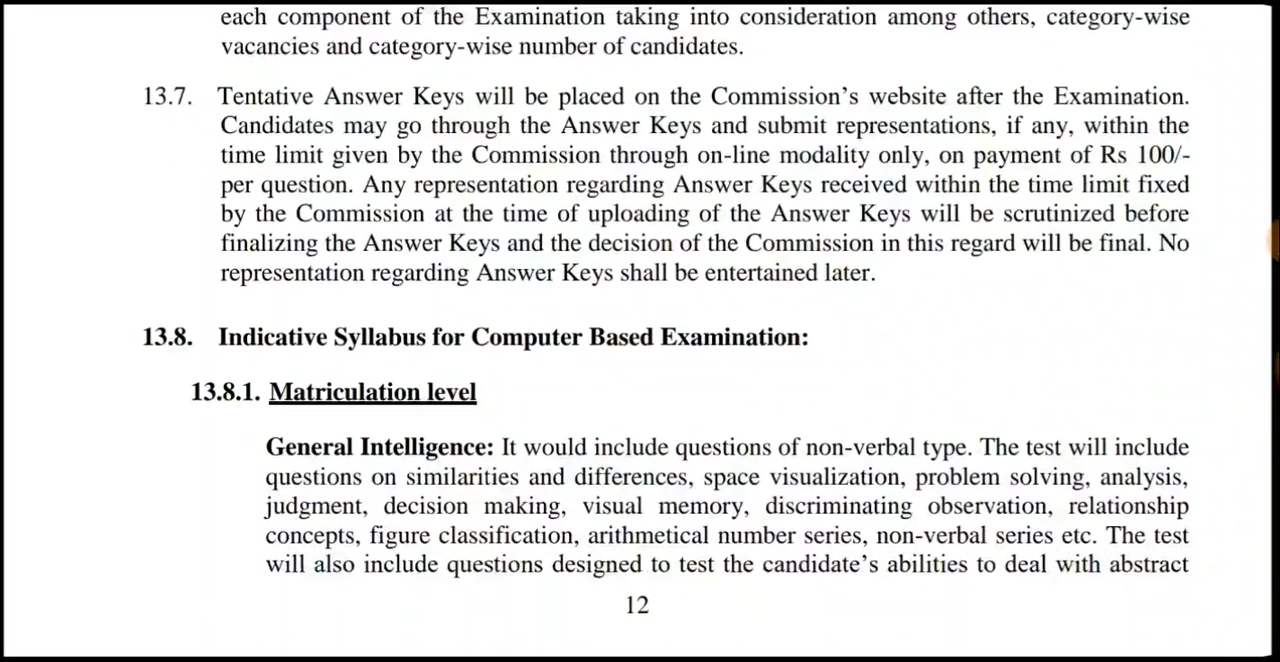 each component of the Examination taking into consideration among others, category-wise
vacancies and category-wise number of candidates.
13.7. Tentative Answer Keys will be placed on the Commission’s website after the Examination.
Candidates may go through the Answer Keys and submit representations, if any, within the
time limit given by the Commission through on-line modality only, on payment of Rs 100/-
per question. Any representation regarding Answer Keys received within the time limit fixed
by the Commission at the time of uploading of the Answer Keys will be scrutinized before
finalizing the Answer Keys and the decision of the Commission in this regard will be final. No
representation regarding Answer Keys shall be entertained later.
13.8. Indicative Syllabus for Computer Based Examination:
13.8.1. Matriculation level
General Intelligence: It would include questions of non-verbal type. The test will include
questions on similarities and differences, space visualization, problem solving, analysis,
judgment, decision making, visual memory, discriminating observation, relationship
concepts, figure classification, arithmetical number series, non-verbal series etc. The test
will also include questions designed to test the candidate’s abilities to deal with abstract
12